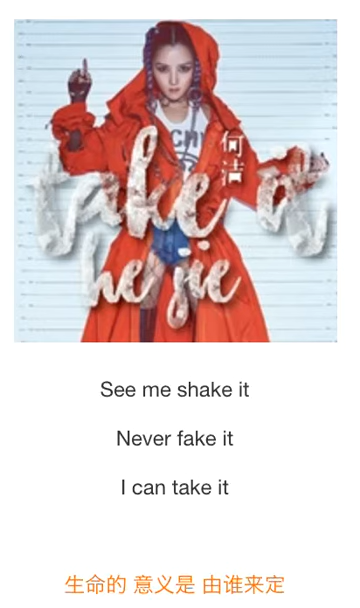 何洁
take it
he jie
See me shake it
Never fake it
I can take it
生命的 意义是 由谁来定